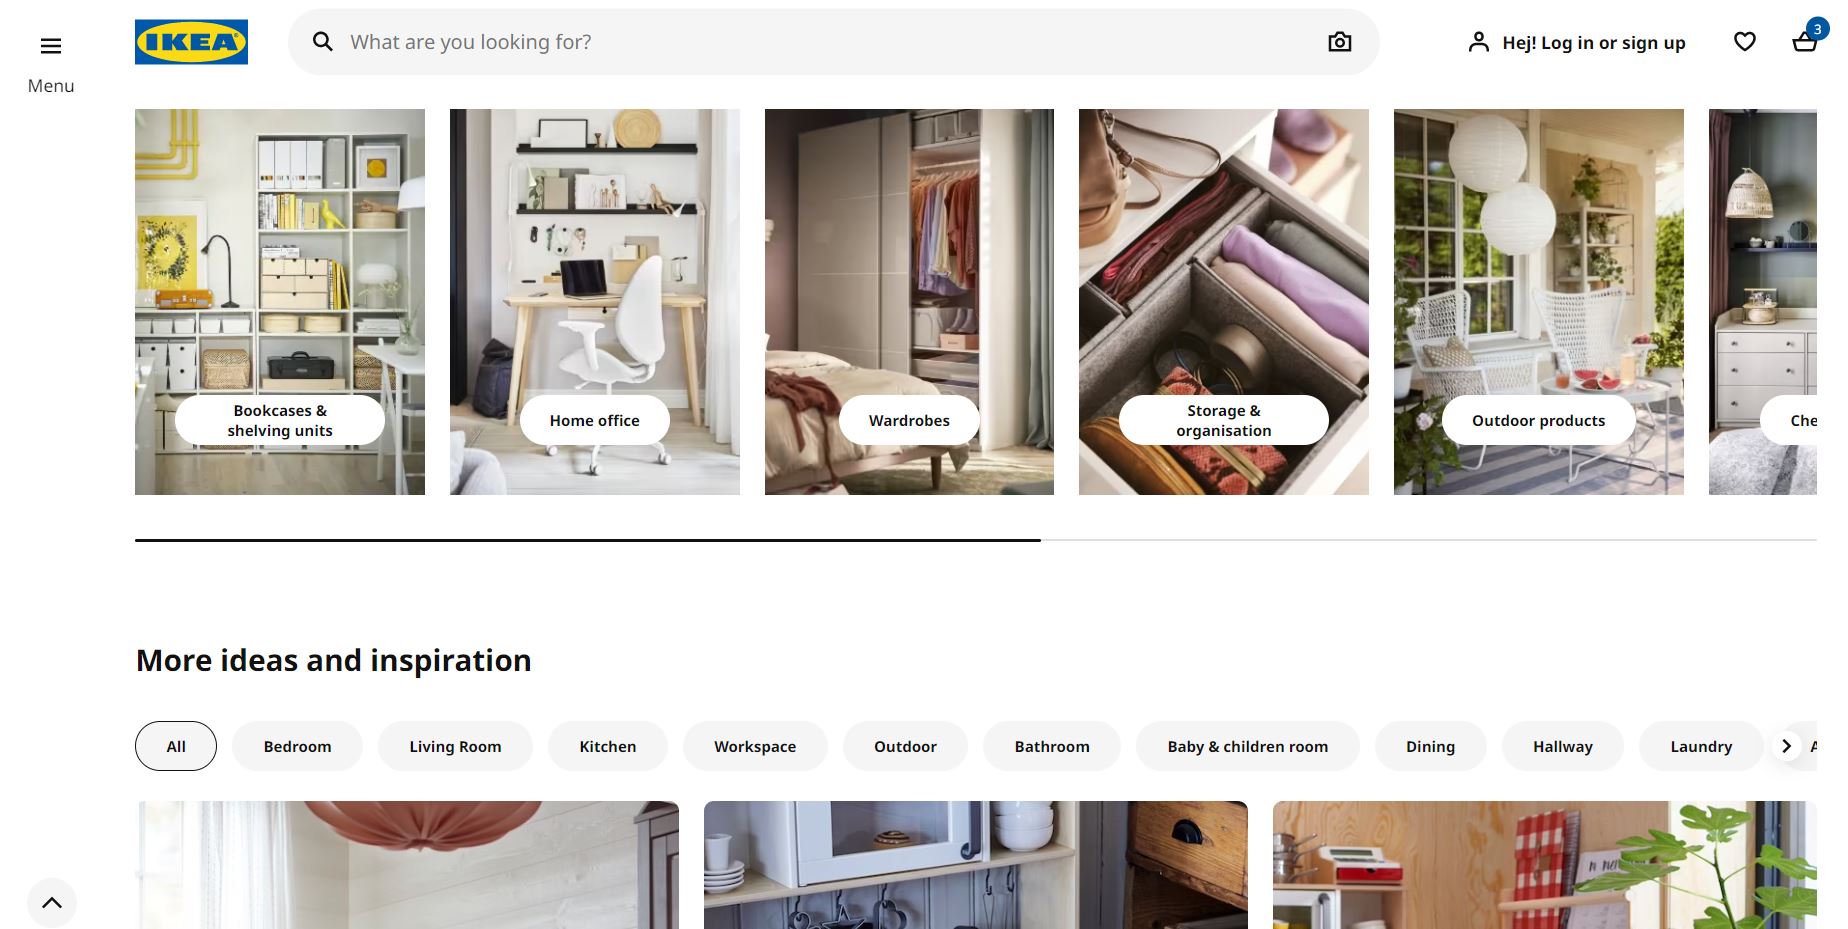 Menu
IKEA
What are you looking for?
Hej! Log in or sign up
3
Bookcases &
shelving units
Home office
Wardrobes
Storage &
organisation
Outdoor products
Che
More ideas and inspiration
All
Bedroom
Living Room
Kitchen
Workspace
Outdoor
Bathroom
Baby & children room
Dining
Hallway
Laundry
A